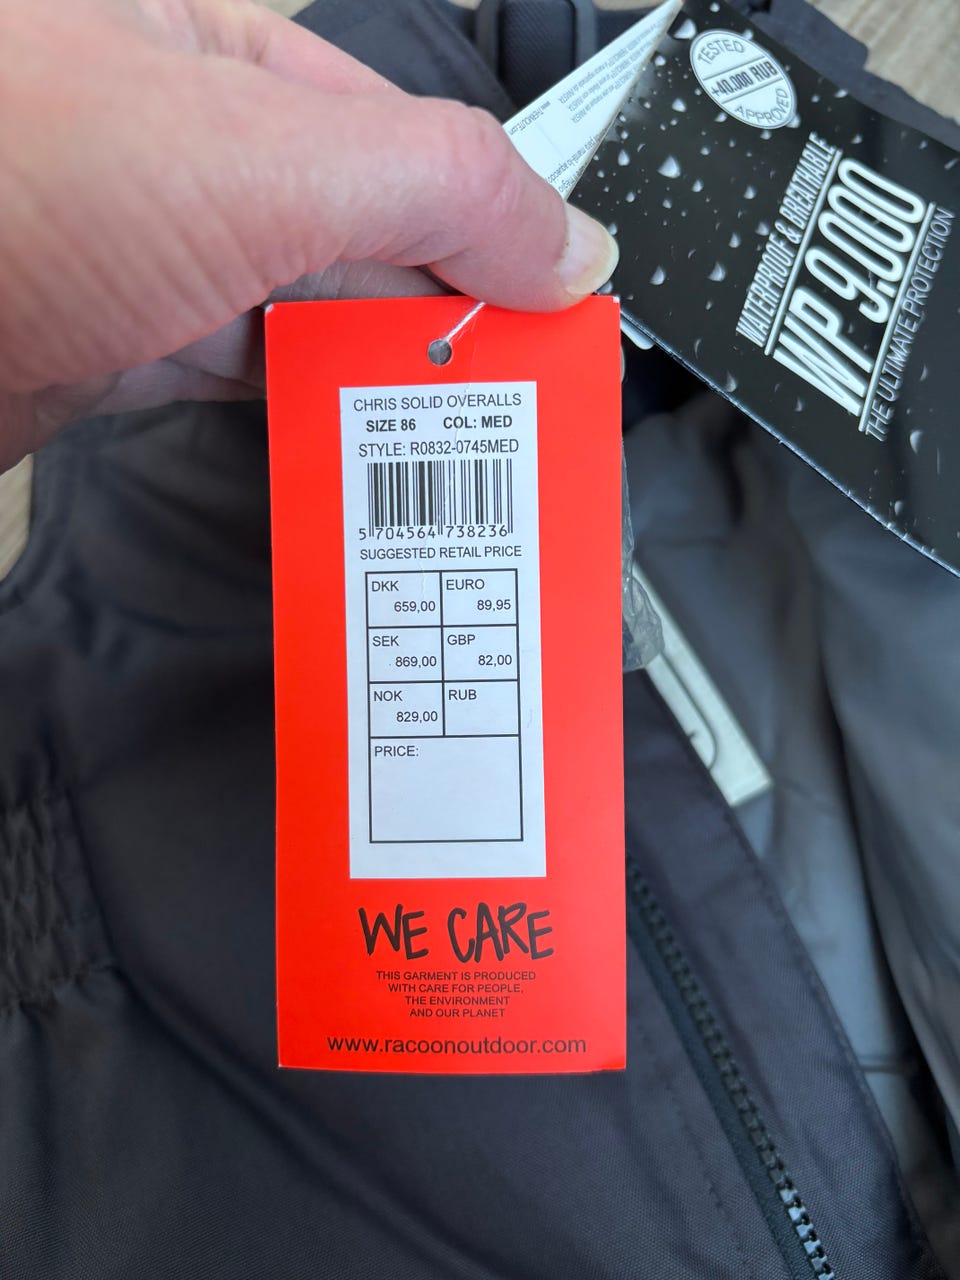 TESTED
+40.000 RUB
APPROVED
WATERPROOF & BREATHABLE
WP 9.000
THE ULTIMATE PROTECTION
www.THERMOLITE.com
CHRIS SOLID OVERALLS
SIZE 86 COL: MED
STYLE: R0832-0745MED
5 704564 738236
SUGGESTED RETAIL PRICE
DKK EURO
659,00 89,95
SEK GBP
869,00 82,00
NOK RUB
829,00
PRICE:
WE CARE
THIS GARMENT IS PRODUCED
WITH CARE FOR PEOPLE,
THE ENVIRONMENT
AND OUR PLANET
www.racoonoutdoor.com